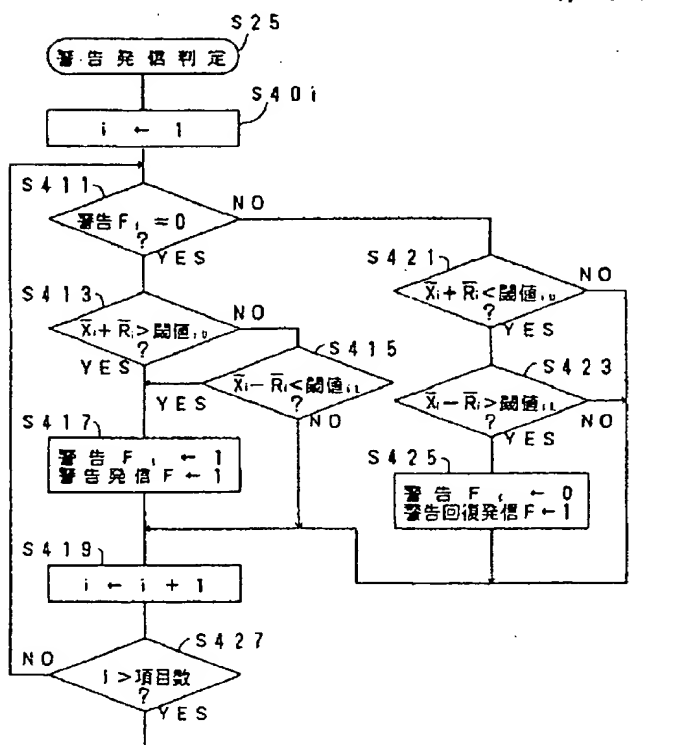 S25
警告発信判定
S401
i ← 1
S411
警告Fi = 0
?
NO
YES
S413
X̄i + R̄i > 閾値iU
?
NO
YES
S415
X̄i − R̄i < 閾値iL
?
YES
NO
S417
警告Fi ← 1
警告発信F ← 1
S419
i ← i + 1
S427
i > 項目数
?
NO
YES
S421
X̄i + R̄i < 閾値iU
?
NO
YES
S423
X̄i − R̄i > 閾値iL
?
NO
YES
S425
警告Fi ← 0
警告回復発信F ← 1